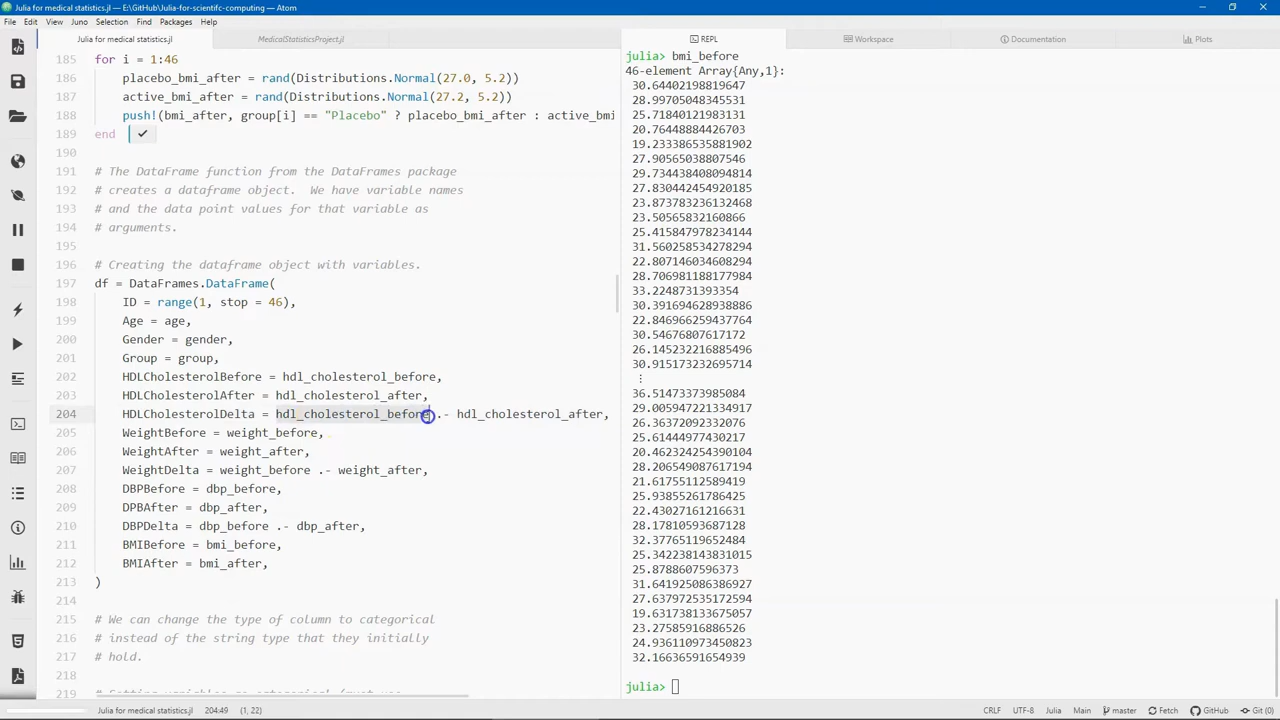 Julia for medical statistics.jl — E:\GitHub\Julia-for-scientifc-computing — Atom
File Edit View Juno Selection Find Packages Help
Julia for medical statistics.jl MedicalStatisticsProject.jl
185 for i = 1:46
186 placebo_bmi_after = rand(Distributions.Normal(27.0, 5.2))
187 active_bmi_after = rand(Distributions.Normal(27.2, 5.2))
188 push!(bmi_after, group[i] == "Placebo" ? placebo_bmi_after : active_bmi
189 end
190
191 # The DataFrame function from the DataFrames package
192 # creates a dataframe object. We have variable names
193 # and the data point values for that variable as
194 # arguments.
195
196 # Creating the dataframe object with variables.
197 df = DataFrames.DataFrame(
198 ID = range(1, stop = 46),
199 Age = age,
200 Gender = gender,
201 Group = group,
202 HDLCholesterolBefore = hdl_cholesterol_before,
203 HDLCholesterolAfter = hdl_cholesterol_after,
204 HDLCholesterolDelta = hdl_cholesterol_before .- hdl_cholesterol_after,
205 WeightBefore = weight_before,
206 WeightAfter = weight_after,
207 WeightDelta = weight_before .- weight_after,
208 DBPBefore = dbp_before,
209 DPBAfter = dbp_after,
210 DBPDelta = dbp_before .- dbp_after,
211 BMIBefore = bmi_before,
212 BMIAfter = bmi_after,
213 )
214
215 # We can change the type of column to categorical
216 # instead of the string type that they initially
217 # hold.
218
219
REPL Workspace Documentation Plots
julia> bmi_before
46-element Array{Any,1}:
30.64402198819647
28.99705048345531
25.71840121983131
20.76448884426703
19.233386535881902
27.90565038807546
29.734438408094814
27.830442454920185
23.873783236132468
23.50565832160866
25.415847978234144
31.560258534278294
22.807146034608294
28.706981188177984
33.2248731393354
30.391694628938886
22.846966259437764
30.54676807617172
26.145232216885496
30.915173232695714
⋮
36.51473373985084
29.005947221334917
26.36372092332076
25.61444977430217
20.462324254390104
28.206549087617194
21.61755112589419
25.93855261786425
22.43027161216631
28.17810593687128
32.37765119652484
25.342238143831015
25.8788607596373
31.641925086386927
27.637972535172594
19.631738133675057
23.27585916886526
24.936110973450823
32.16636591654939
julia>
Julia for medical statistics.jl 204:49 (1, 22) CRLF UTF-8 Julia Main master Fetch GitHub Git (0)